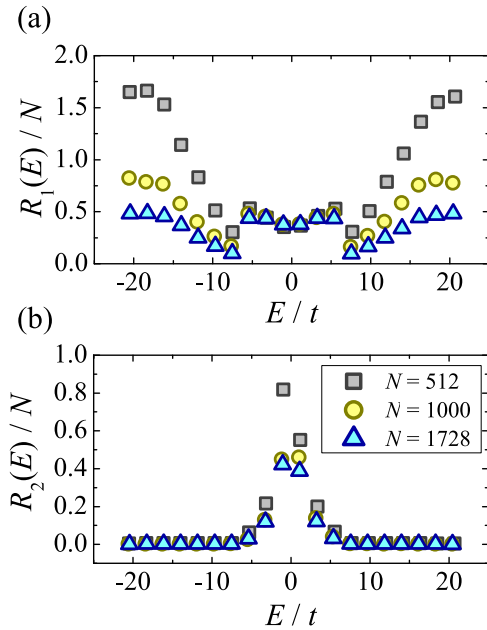 (a)
R₁(E) / N
2.0
1.5
1.0
0.5
0.0
-20 -10 0 10 20
E / t
(b)
R₂(E) / N
1.0
0.8
0.6
0.4
0.2
0.0
N = 512
N = 1000
N = 1728
-20 -10 0 10 20
E / t